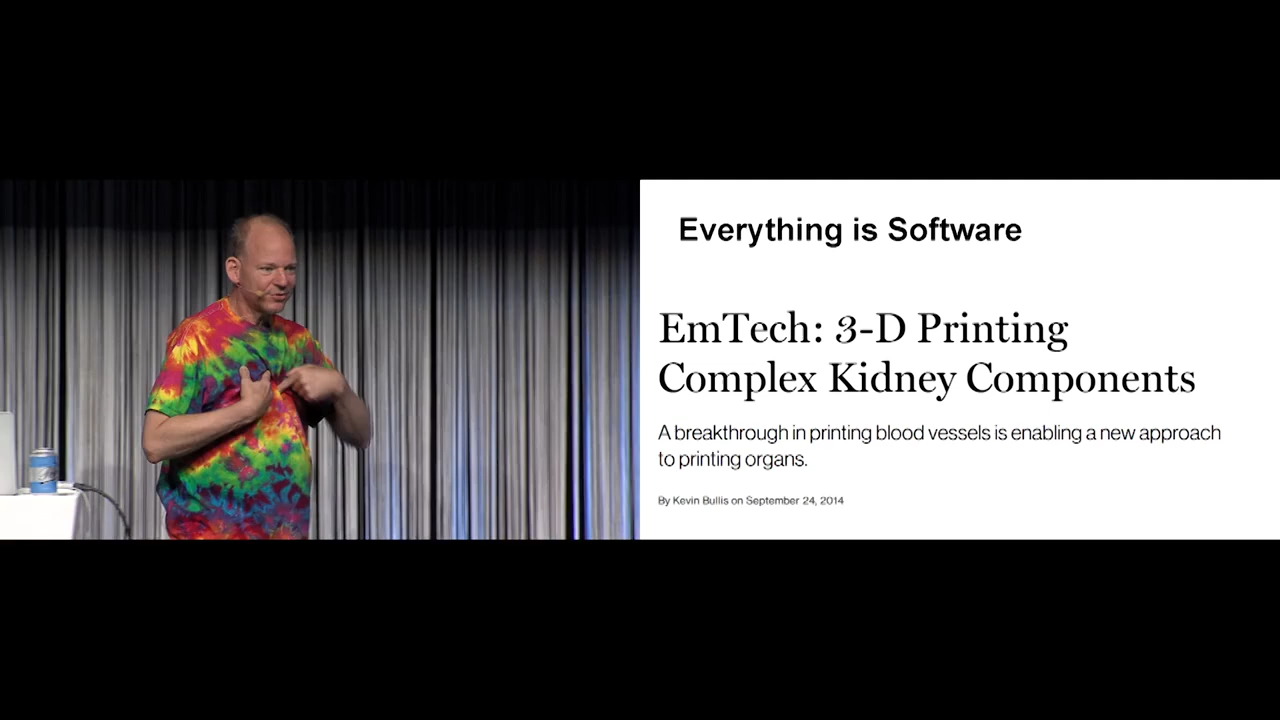 Everything is Software
EmTech: 3-D Printing
Complex Kidney Components
A breakthrough in printing blood vessels is enabling a new approach
to printing organs.
By Kevin Bullis on September 24, 2014